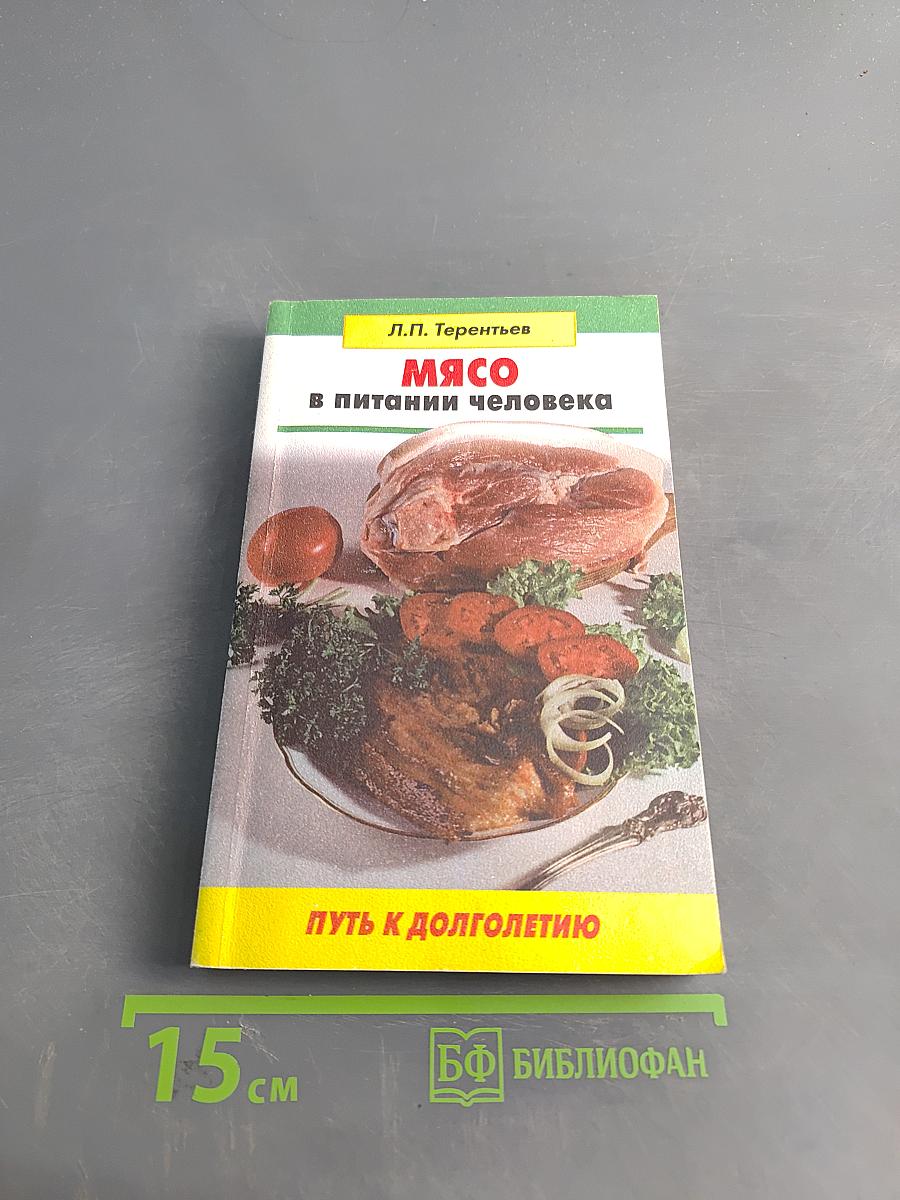 Л.П. Терентьев
МЯСО
в питании человека
ПУТЬ К ДОЛГОЛЕТИЮ
15 см
БФ БИБЛИОФАН